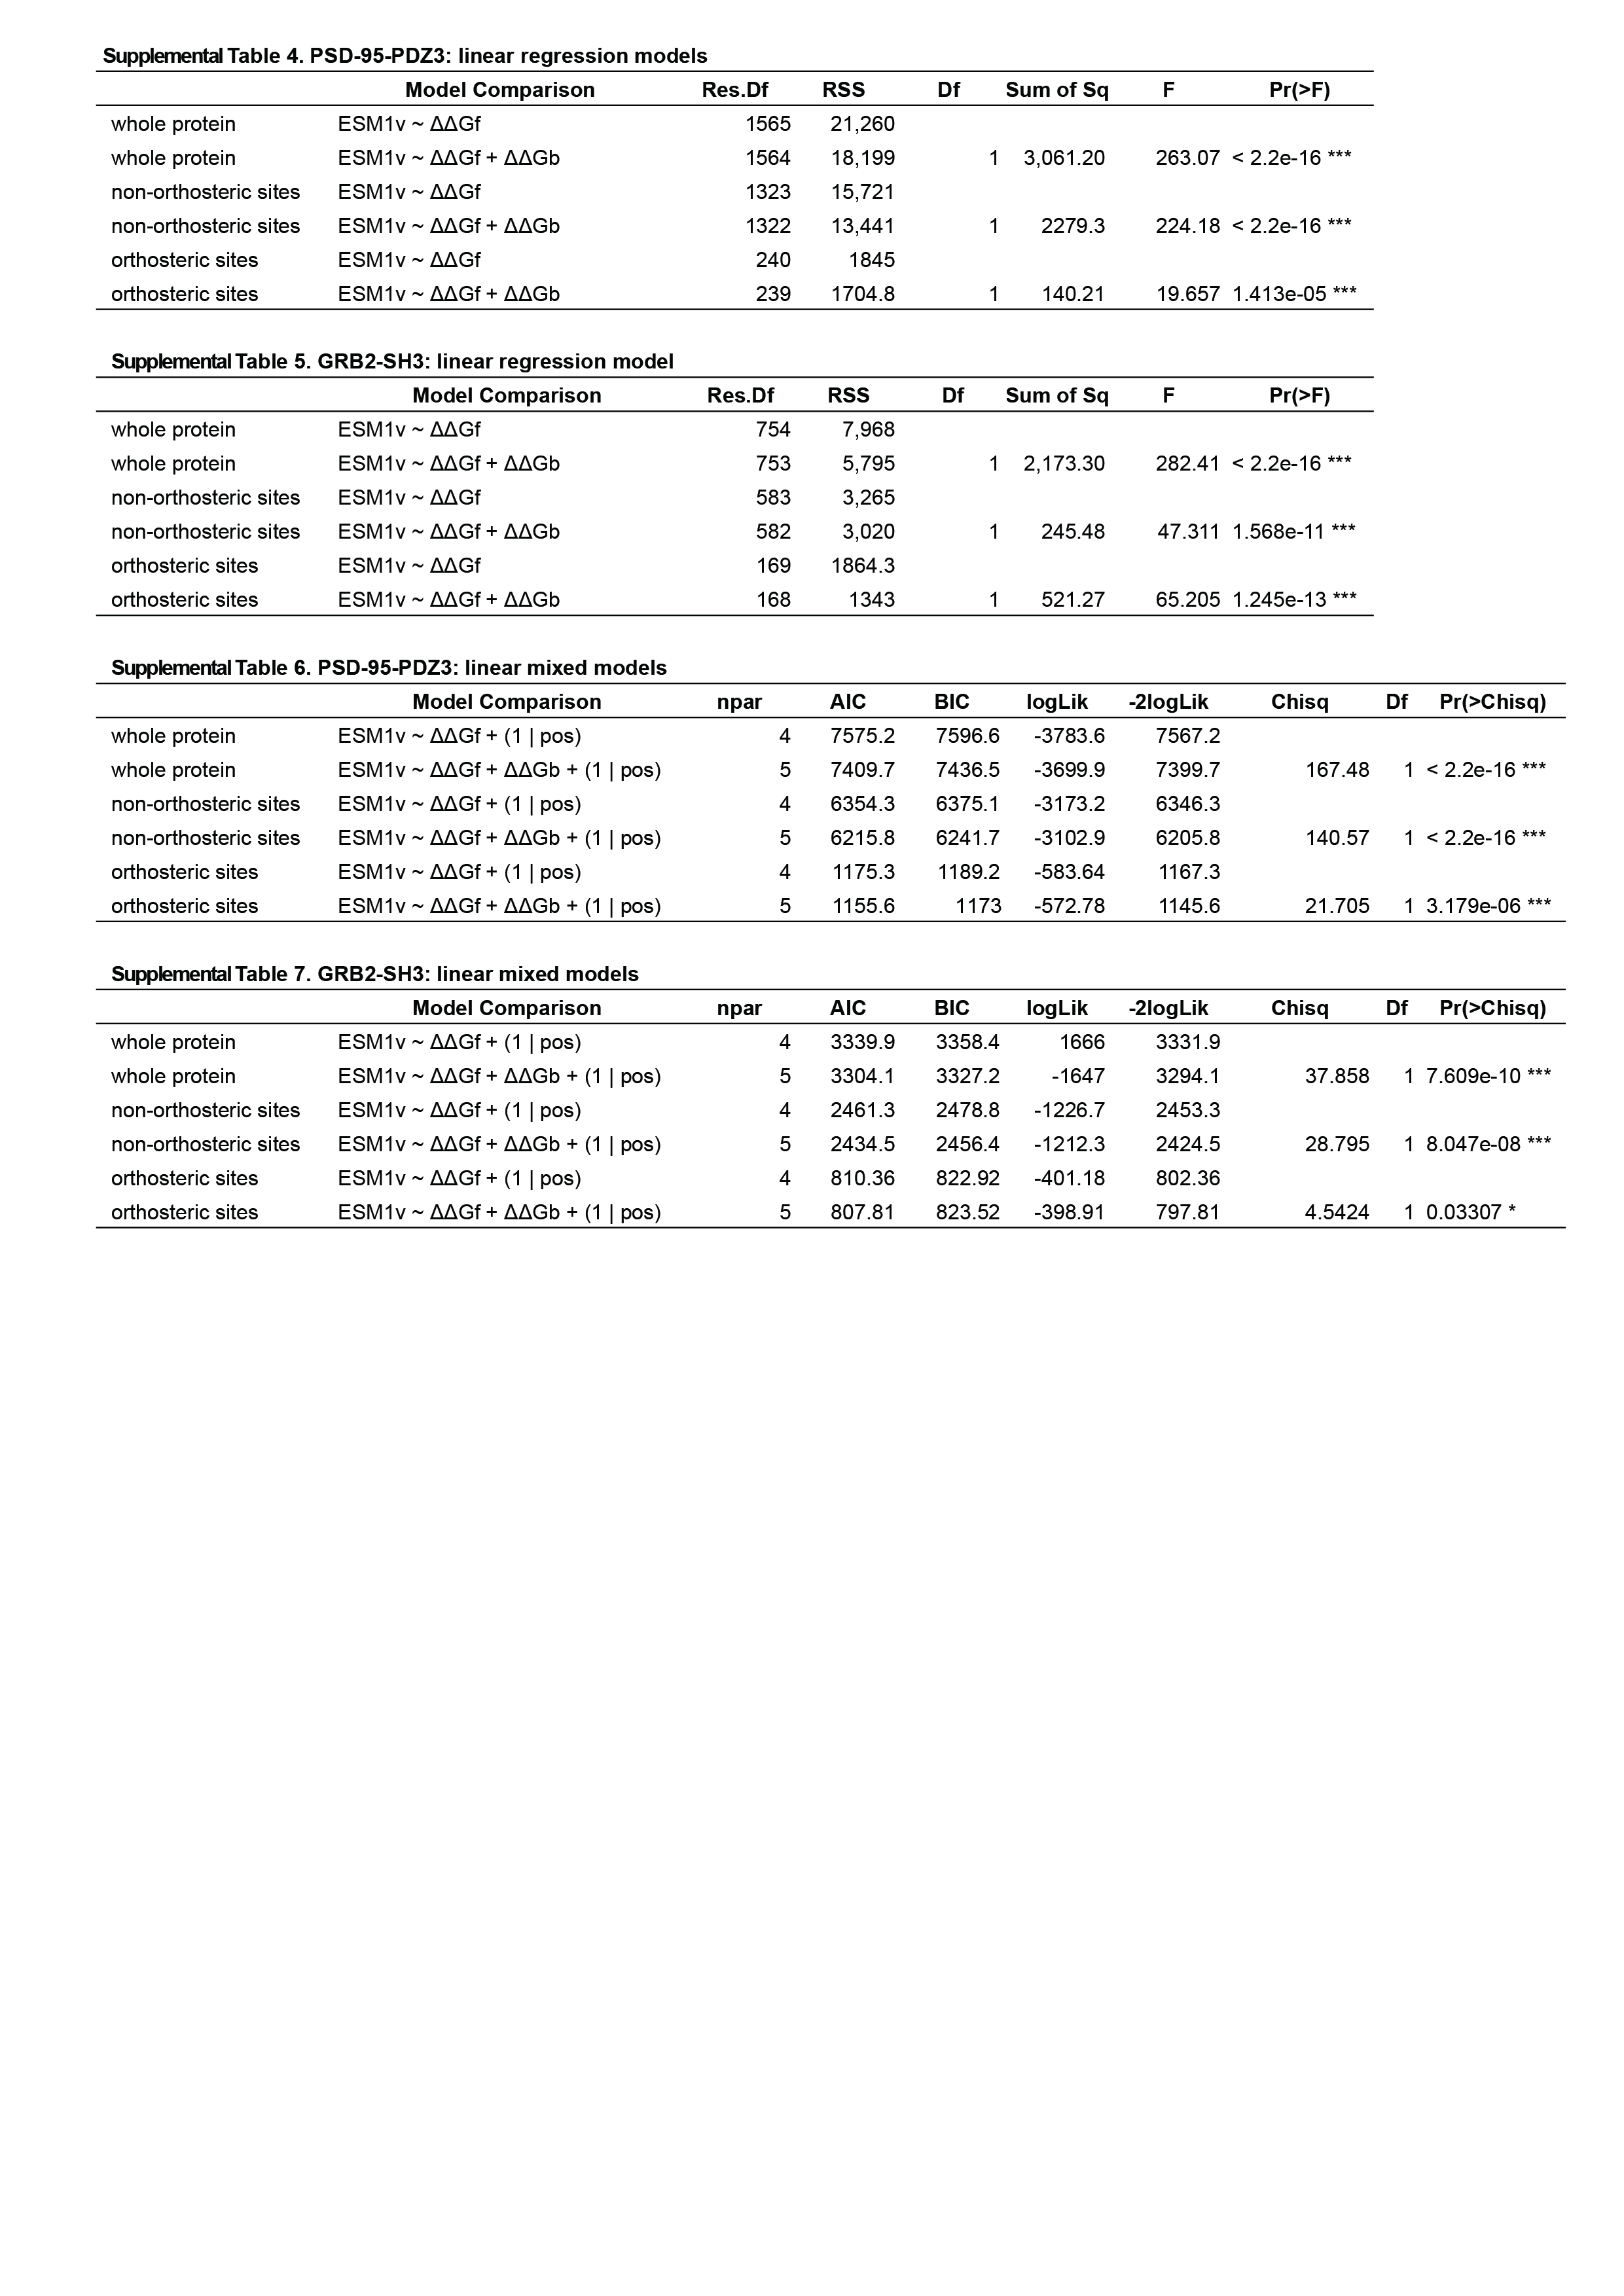 Supplemental Table 4. PSD-95-PDZ3: linear regression models
Model Comparison Res.Df RSS Df Sum of Sq F Pr(>F)
whole protein ESM1v ~ ΔΔGf 1565 21,260
whole protein ESM1v ~ ΔΔGf + ΔΔGb 1564 18,199 1 3,061.20 263.07 < 2.2e-16 ***
non-orthosteric sites ESM1v ~ ΔΔGf 1323 15,721
non-orthosteric sites ESM1v ~ ΔΔGf + ΔΔGb 1322 13,441 1 2279.3 224.18 < 2.2e-16 ***
orthosteric sites ESM1v ~ ΔΔGf 240 1845
orthosteric sites ESM1v ~ ΔΔGf + ΔΔGb 239 1704.8 1 140.21 19.657 1.413e-05 ***
Supplemental Table 5. GRB2-SH3: linear regression model
Model Comparison Res.Df RSS Df Sum of Sq F Pr(>F)
whole protein ESM1v ~ ΔΔGf 754 7,968
whole protein ESM1v ~ ΔΔGf + ΔΔGb 753 5,795 1 2,173.30 282.41 < 2.2e-16 ***
non-orthosteric sites ESM1v ~ ΔΔGf 583 3,265
non-orthosteric sites ESM1v ~ ΔΔGf + ΔΔGb 582 3,020 1 245.48 47.311 1.568e-11 ***
orthosteric sites ESM1v ~ ΔΔGf 169 1864.3
orthosteric sites ESM1v ~ ΔΔGf + ΔΔGb 168 1343 1 521.27 65.205 1.245e-13 ***
Supplemental Table 6. PSD-95-PDZ3: linear mixed models
Model Comparison npar AIC BIC logLik -2logLik Chisq Df Pr(>Chisq)
whole protein ESM1v ~ ΔΔGf + (1 | pos) 4 7575.2 7596.6 -3783.6 7567.2
whole protein ESM1v ~ ΔΔGf + ΔΔGb + (1 | pos) 5 7409.7 7436.5 -3699.9 7399.7 167.48 1 < 2.2e-16 ***
non-orthosteric sites ESM1v ~ ΔΔGf + (1 | pos) 4 6354.3 6375.1 -3173.2 6346.3
non-orthosteric sites ESM1v ~ ΔΔGf + ΔΔGb + (1 | pos) 5 6215.8 6241.7 -3102.9 6205.8 140.57 1 < 2.2e-16 ***
orthosteric sites ESM1v ~ ΔΔGf + (1 | pos) 4 1175.3 1189.2 -583.64 1167.3
orthosteric sites ESM1v ~ ΔΔGf + ΔΔGb + (1 | pos) 5 1155.6 1173 -572.78 1145.6 21.705 1 3.179e-06 ***
Supplemental Table 7. GRB2-SH3: linear mixed models
Model Comparison npar AIC BIC logLik -2logLik Chisq Df Pr(>Chisq)
whole protein ESM1v ~ ΔΔGf + (1 | pos) 4 3339.9 3358.4 1666 3331.9
whole protein ESM1v ~ ΔΔGf + ΔΔGb + (1 | pos) 5 3304.1 3327.2 -1647 3294.1 37.858 1 7.609e-10 ***
non-orthosteric sites ESM1v ~ ΔΔGf + (1 | pos) 4 2461.3 2478.8 -1226.7 2453.3
non-orthosteric sites ESM1v ~ ΔΔGf + ΔΔGb + (1 | pos) 5 2434.5 2456.4 -1212.3 2424.5 28.795 1 8.047e-08 ***
orthosteric sites ESM1v ~ ΔΔGf + (1 | pos) 4 810.36 822.92 -401.18 802.36
orthosteric sites ESM1v ~ ΔΔGf + ΔΔGb + (1 | pos) 5 807.81 823.52 -398.91 797.81 4.5424 1 0.03307 *